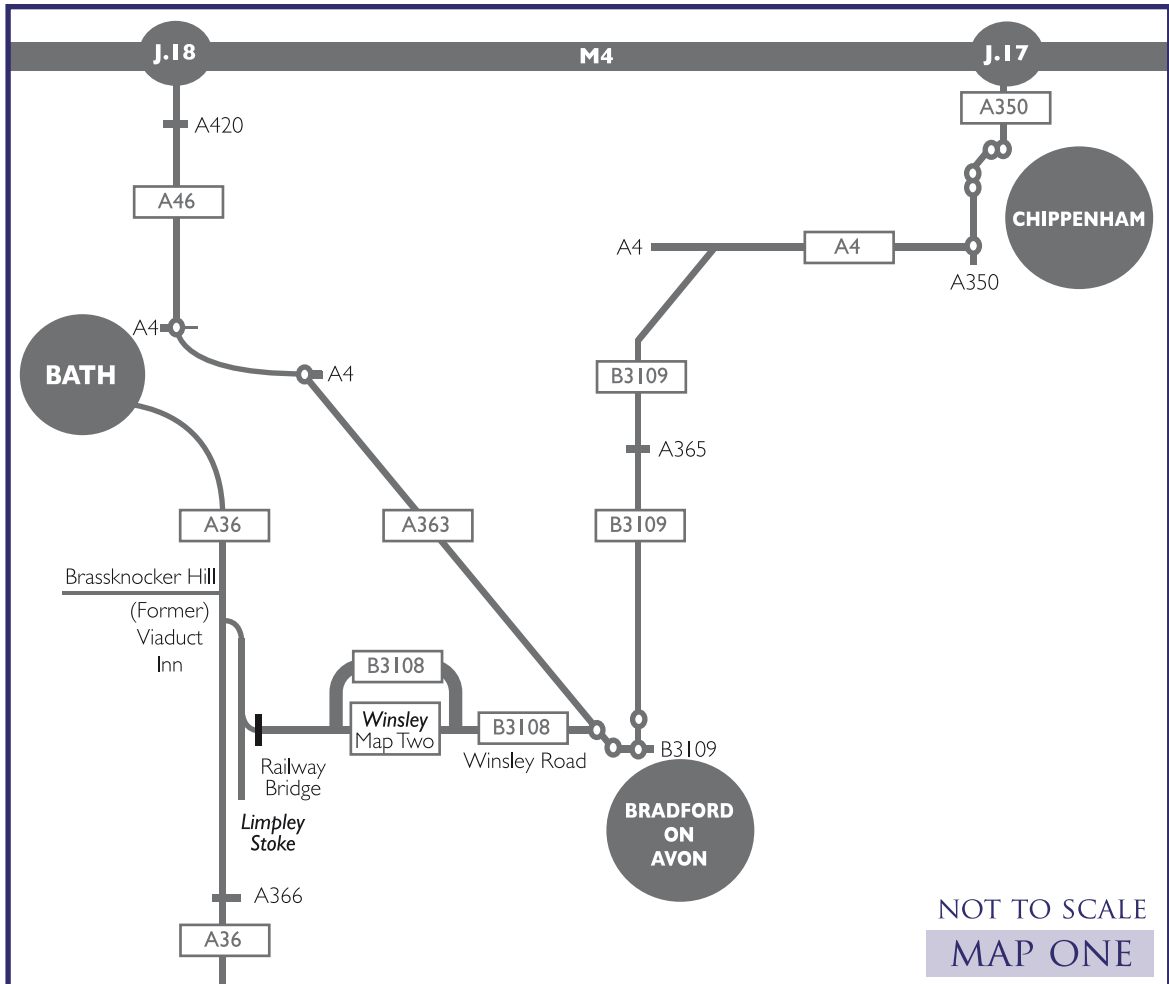 J.18
M4
J.17
A350
A420
A46
CHIPPENHAM
A4
A4
A350
A4
BATH
A4
B3109
A365
A36
A363
B3109
Brassknocker Hill
(Former)
Viaduct
Inn
B3108
Winsley
Map Two
B3108
Winsley Road
B3109
Railway
Bridge
Limpley
Stoke
BRADFORD
ON
AVON
A366
A36
NOT TO SCALE
MAP ONE